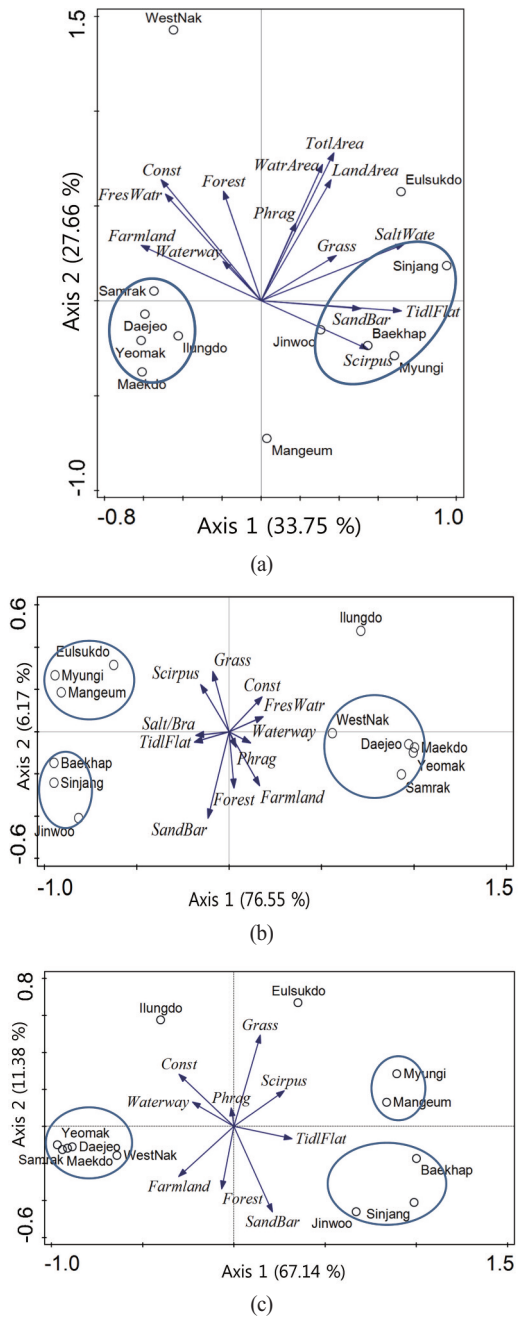 1.5
WestNak
TotlArea
WatrArea
LandArea
Const
Forest
FresWatr
Eulsukdo
Phrag
Farmland
Waterway
Grass
SaltWate
Sinjang
Samrak
SandBar
TidlFlat
Daejeo
Jinwoo
Baekhap
Yeomak
Ilungdo
Scirpus
Myungi
Maekdo
Mangeum
Axis 2 (27.66 %)
-1.0
-0.8
1.0
Axis 1 (33.75 %)
(a)
0.6
Ilungdo
Eulsukdo
Grass
Scirpus
Myungi
Const
Mangeum
FresWatr
Salt/Bra
Waterway
WestNak
TidlFlat
Daejeo
Maekdo
Phrag
Yeomak
Baekhap
Sinjang
Forest
Farmland
Samrak
Jinwoo
SandBar
Axis 2 (6.17 %)
-0.6
-1.0
1.5
Axis 1 (76.55 %)
(b)
0.8
Ilungdo
Eulsukdo
Grass
Const
Myungi
Scirpus
Waterway
Phrag
Mangeum
Yeomak
TidlFlat
Daejeo
Samrak
Maekdo
WestNak
Baekhap
Farmland
Forest
SandBar
Jinwoo
Sinjang
Axis 2 (11.38 %)
-0.6
-1.0
1.5
Axis 1 (67.14 %)
(c)